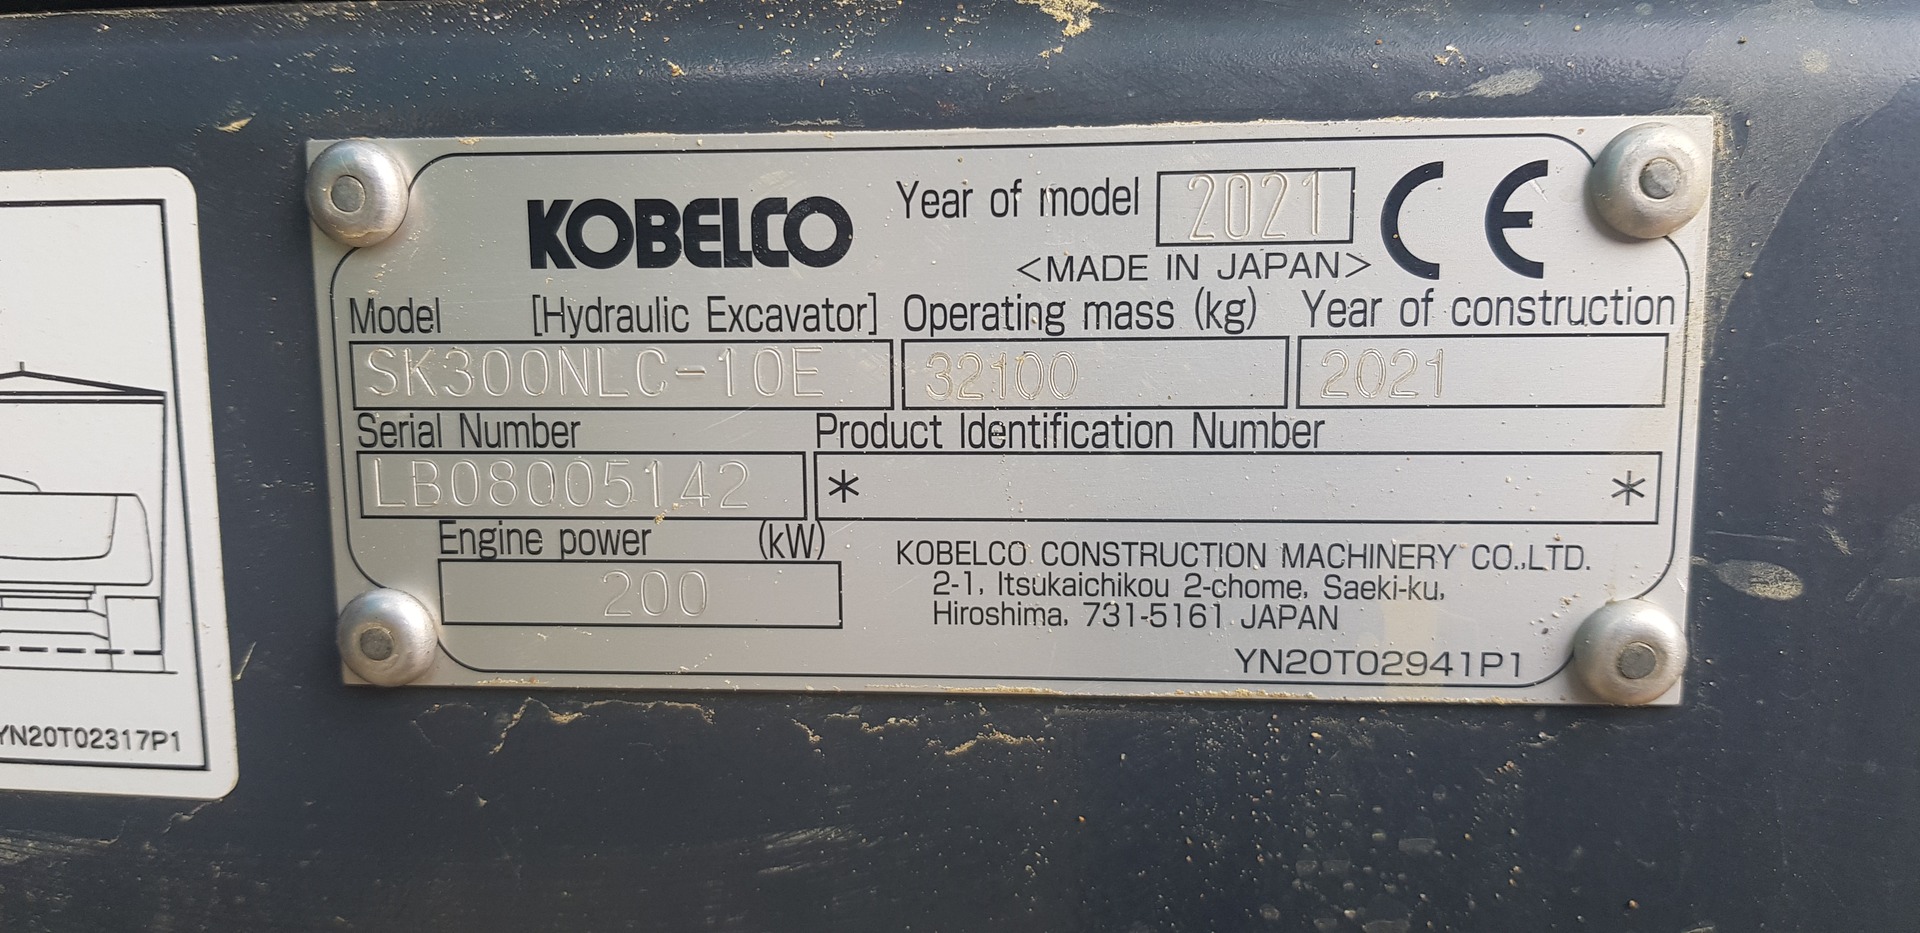 KOBELCO
Year of model 2021
CE
<MADE IN JAPAN>
Model [Hydraulic Excavator] Operating mass (kg) Year of construction
SK300NLC-10E 32100 2021
Serial Number Product Identification Number
LB08005142 * *
Engine power (kW)
200
KOBELCO CONSTRUCTION MACHINERY CO.,LTD.
2-1, Itsukaichikou 2-chome, Saeki-ku,
Hiroshima, 731-5161 JAPAN
YN20T02941P1
YN20T02317P1